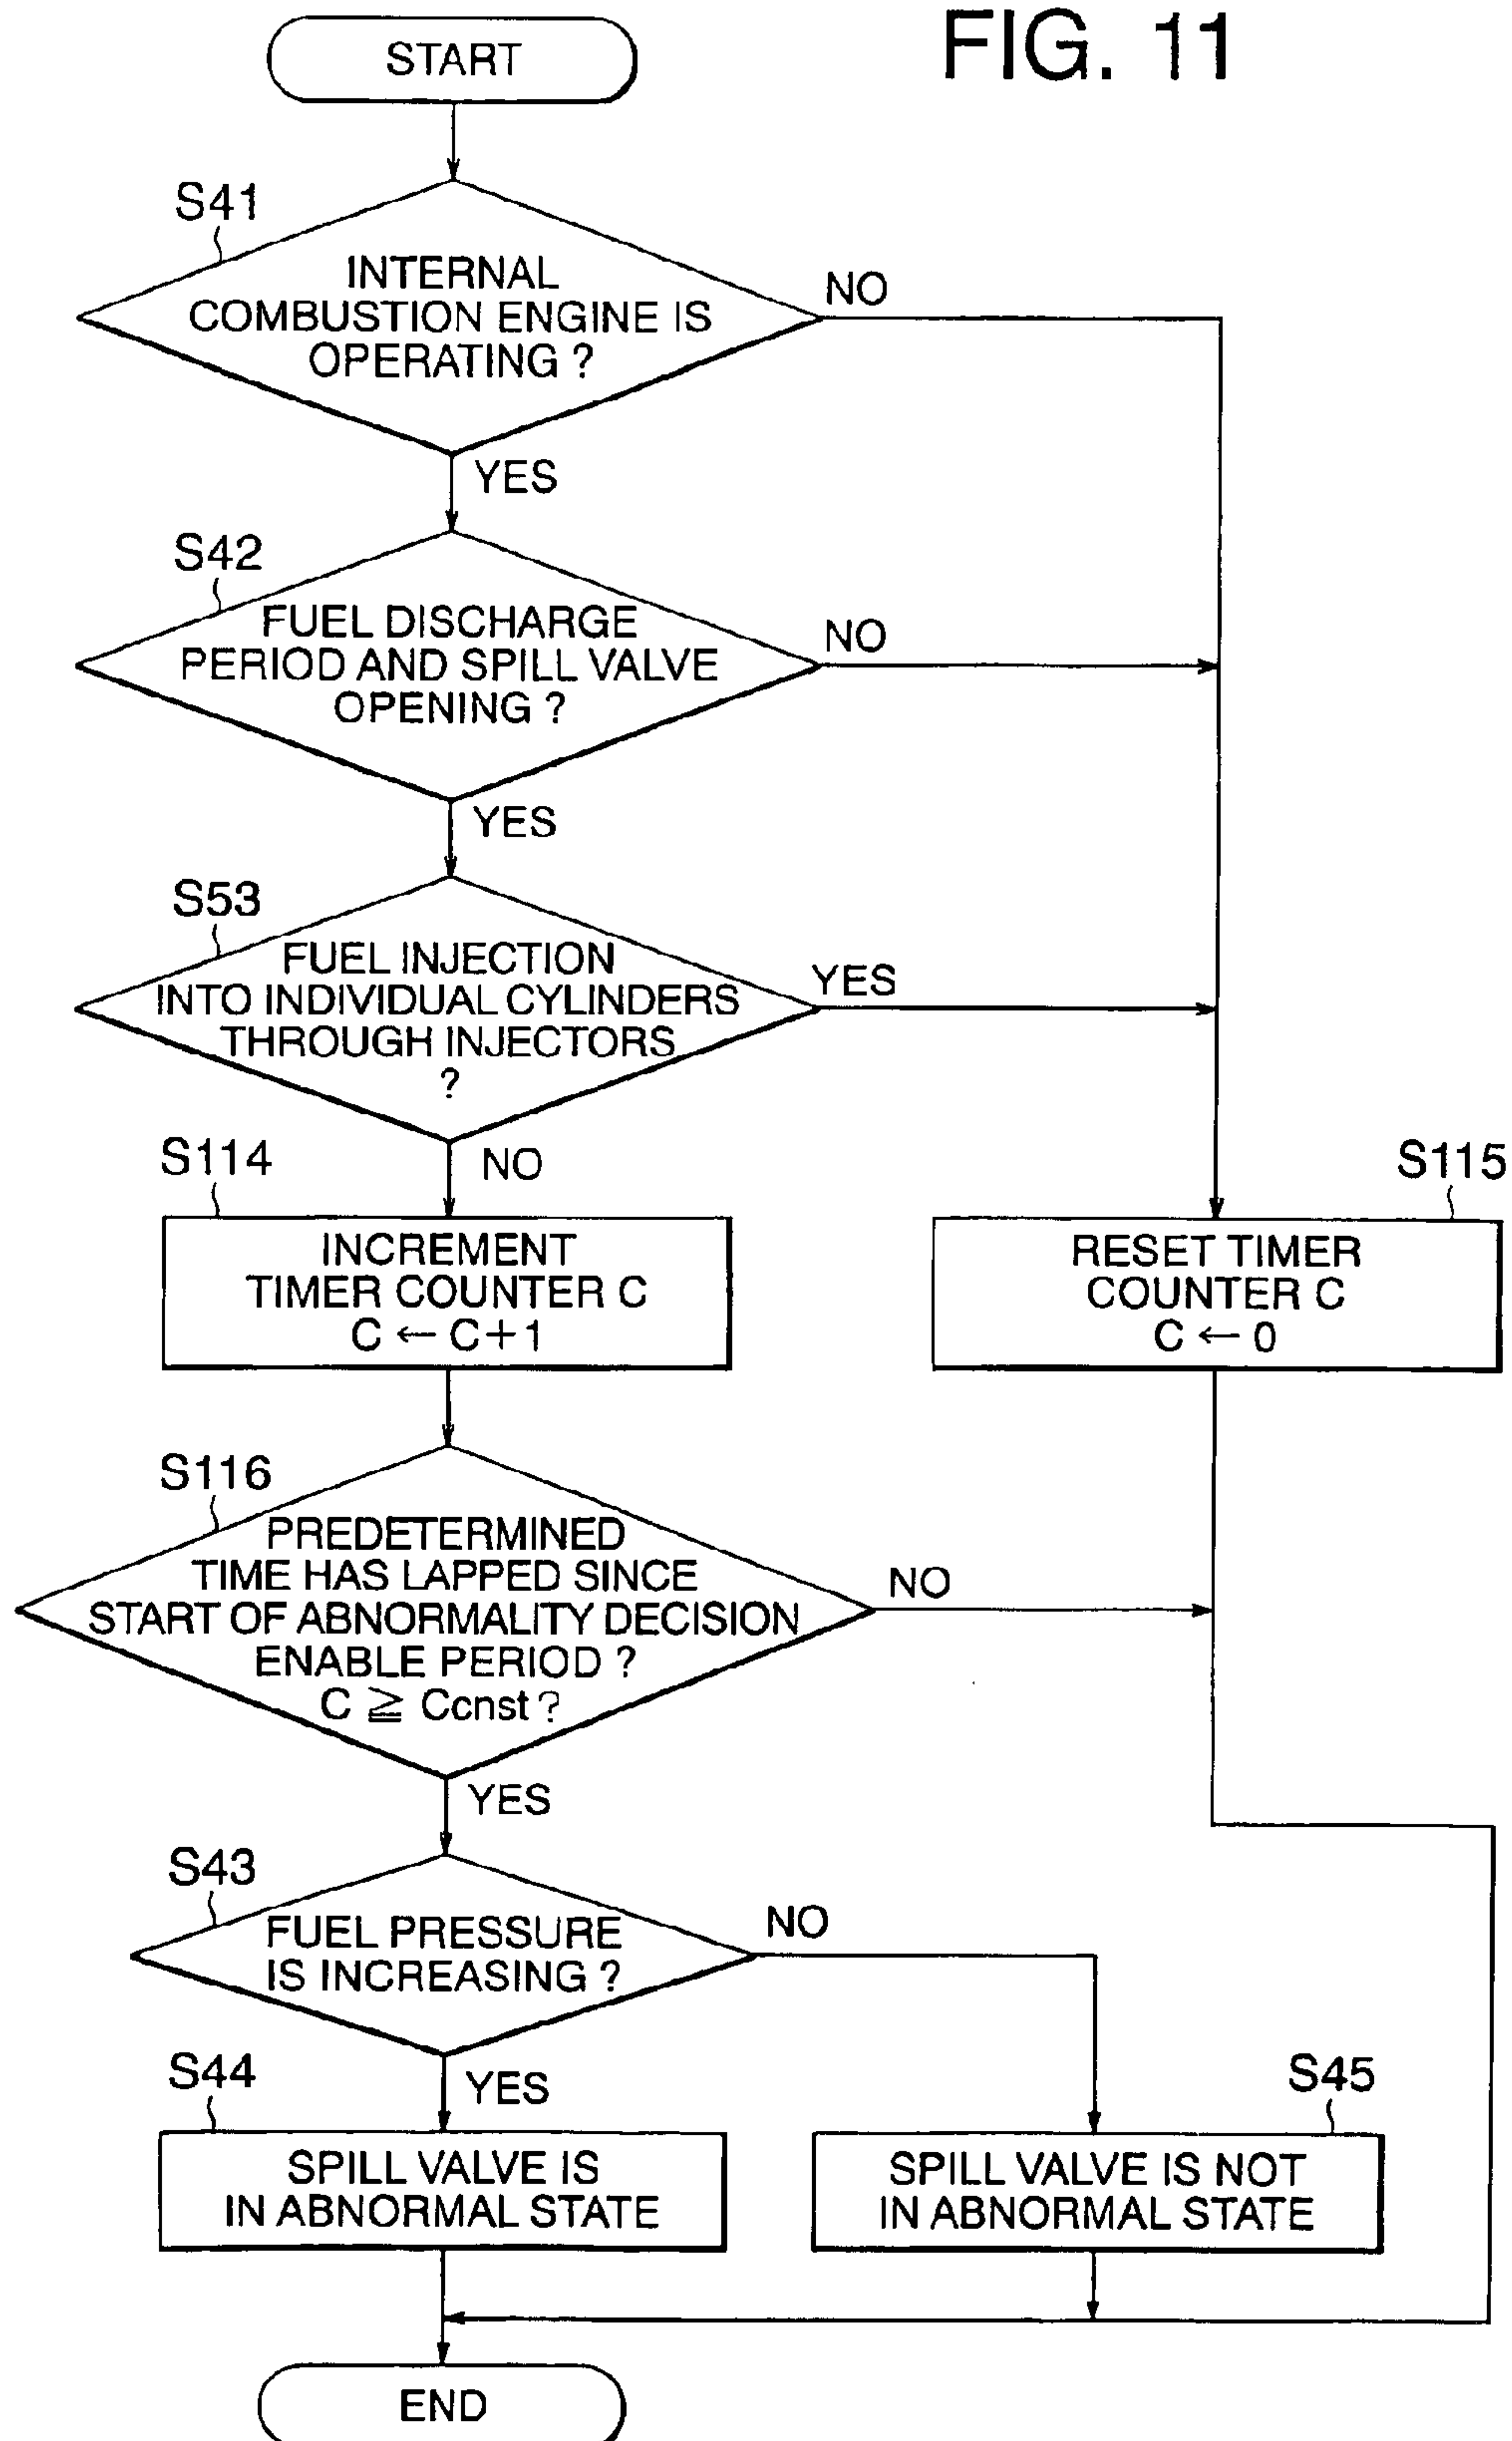 FIG. 11
START
S41
INTERNAL
COMBUSTION ENGINE IS
OPERATING ?
NO
YES
S42
FUEL DISCHARGE
PERIOD AND SPILL VALVE
OPENING ?
NO
YES
S53
FUEL INJECTION
INTO INDIVIDUAL CYLINDERS
THROUGH INJECTORS
?
YES
NO
S114
INCREMENT
TIMER COUNTER C
C ← C+1
S115
RESET TIMER
COUNTER C
C ← 0
S116
PREDETERMINED
TIME HAS LAPPED SINCE
START OF ABNORMALITY DECISION
ENABLE PERIOD ?
C ≧ Ccnst ?
NO
YES
S43
FUEL PRESSURE
IS INCREASING ?
NO
YES
S44
SPILL VALVE IS
IN ABNORMAL STATE
S45
SPILL VALVE IS NOT
IN ABNORMAL STATE
END